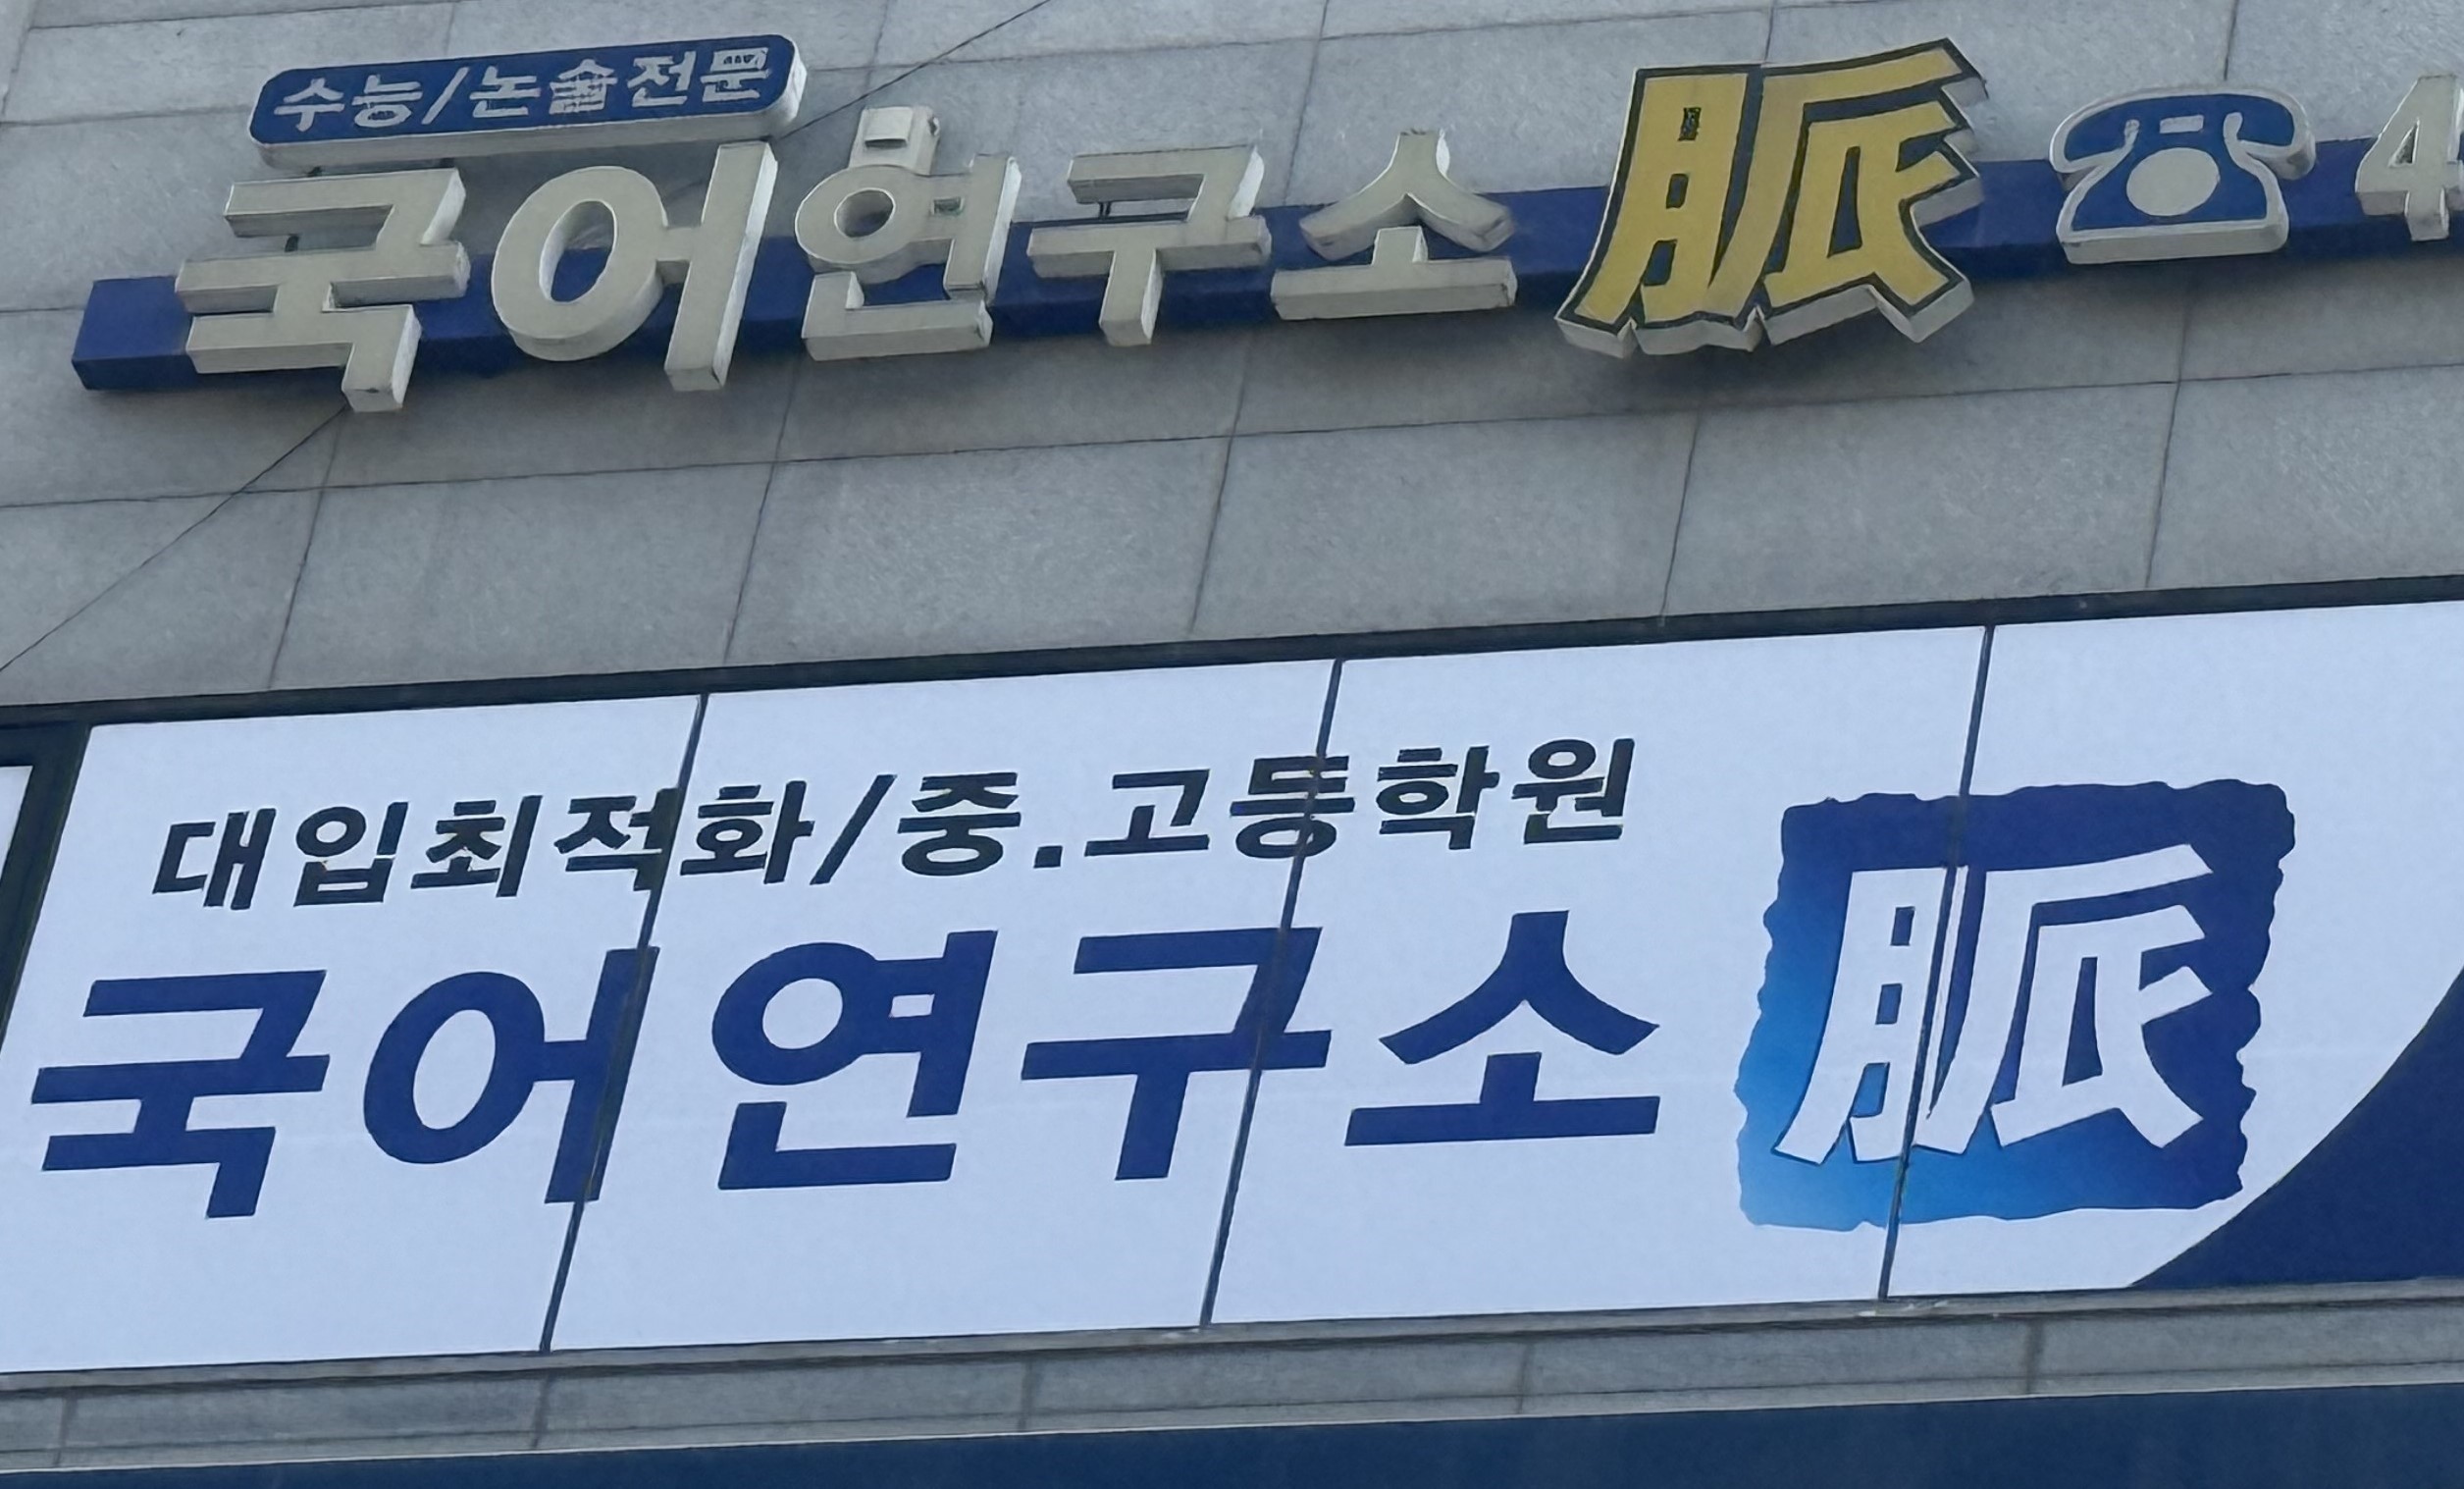 수능/논술전문
국어연구소 脈 ☎ 4
대입최적화/중.고등학원
국어연구소 脈